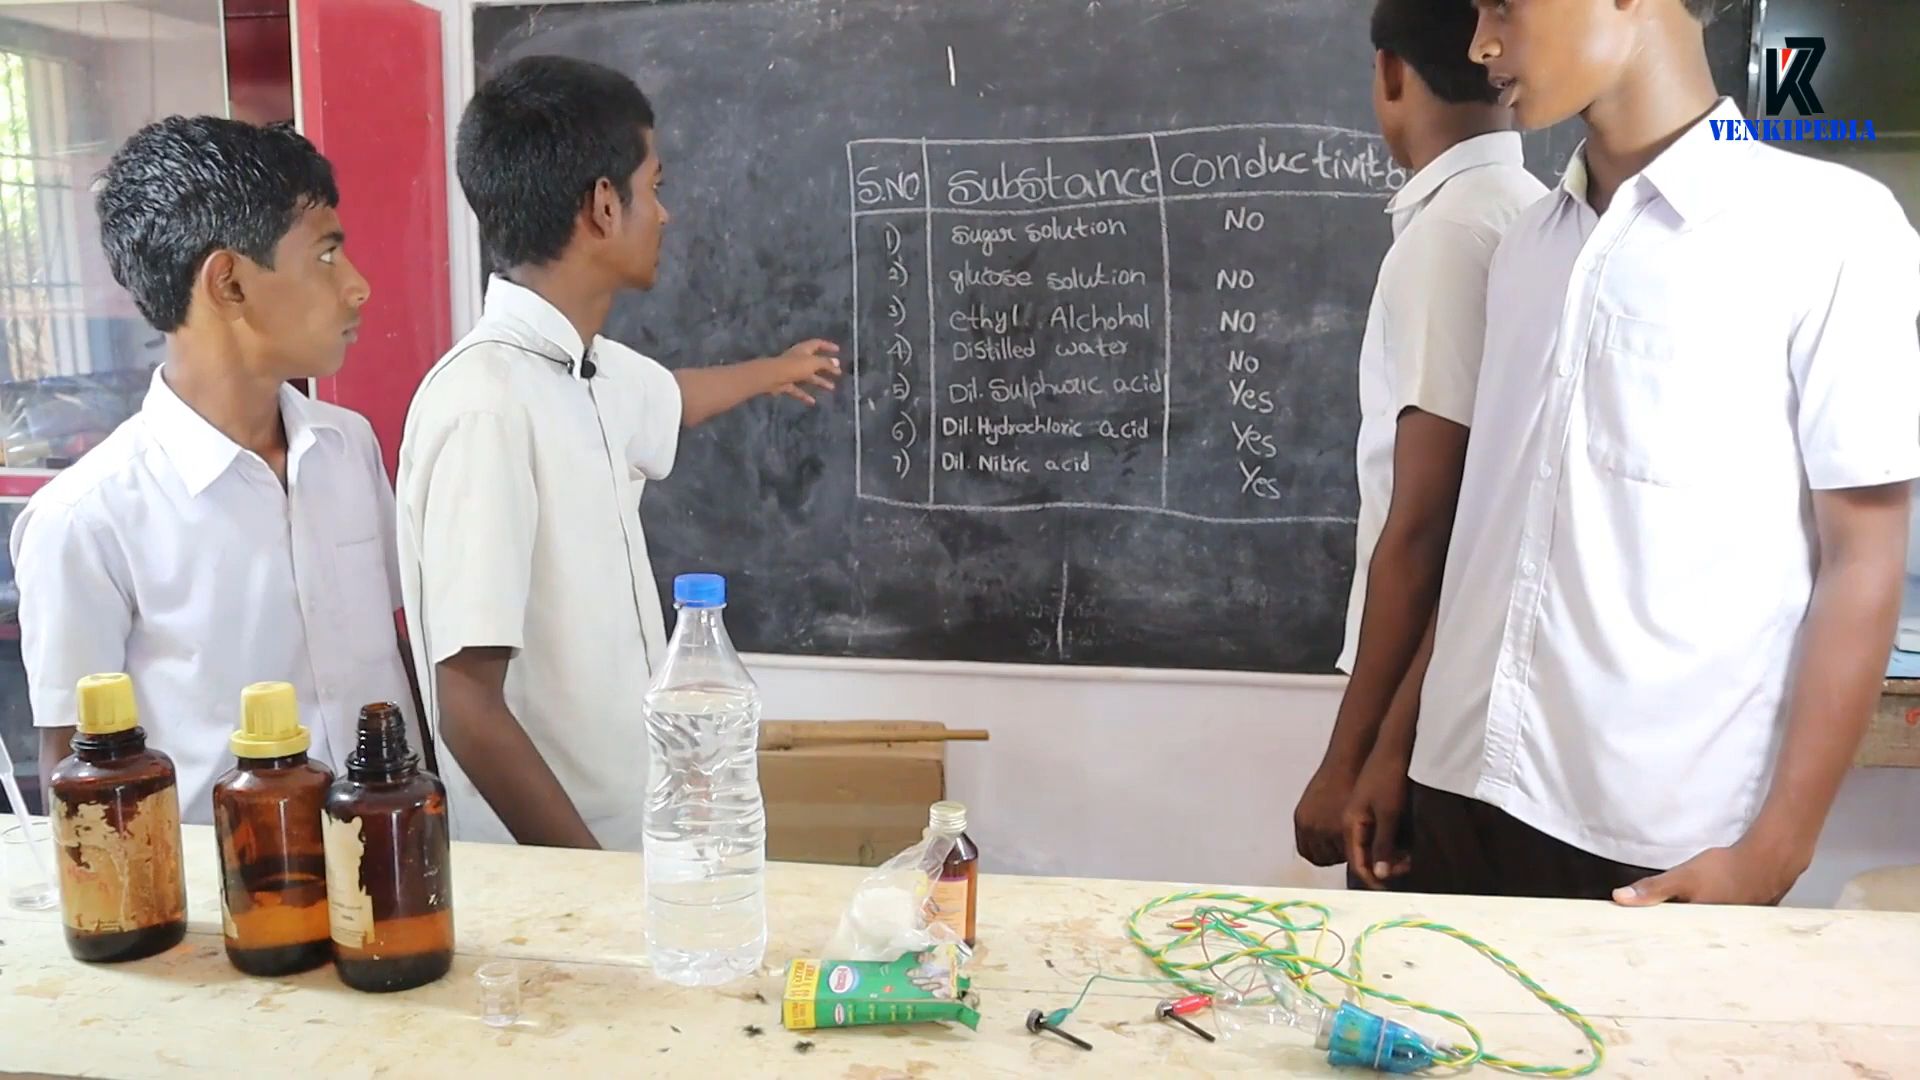 VENKIPEDIA
S.NO Substance Conductivity
1) Sugar solution NO
2) glucose solution NO
3) ethyl Alchohol NO
4) Distilled water NO
5) Dil. Sulphuric acid Yes
6) Dil. Hydrochloric acid Yes
7) Dil. Nitric acid Yes